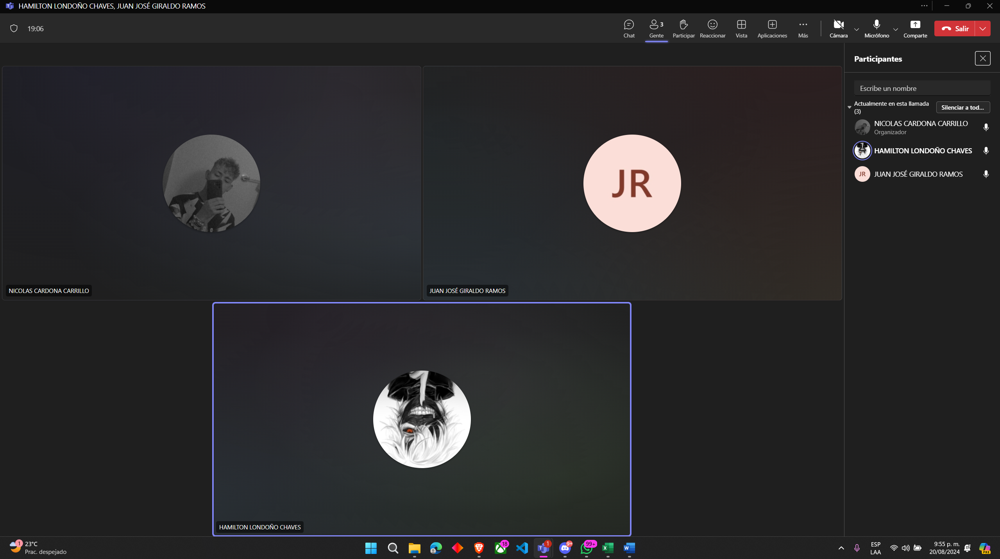 HAMILTON LONDOÑO CHAVES, JUAN JOSÉ GIRALDO RAMOS
19:06
Chat
3
Gente
Participar
Reaccionar
Vista
Aplicaciones
Más
Cámara
Micrófono
Comparte
Salir
Participantes
Escribe un nombre
Actualmente en esta llamada
(3)
Silenciar a tod...
NICOLAS CARDONA CARRILLO
Organizador
HAMILTON LONDOÑO CHAVES
JR
JUAN JOSÉ GIRALDO RAMOS
JR
NICOLAS CARDONA CARRILLO
JUAN JOSÉ GIRALDO RAMOS
HAMILTON LONDOÑO CHAVES
1
23°C
Prac. despejado
18
1
9+
99+
ESP
LAA
9:55 p. m.
20/08/2024
PRE